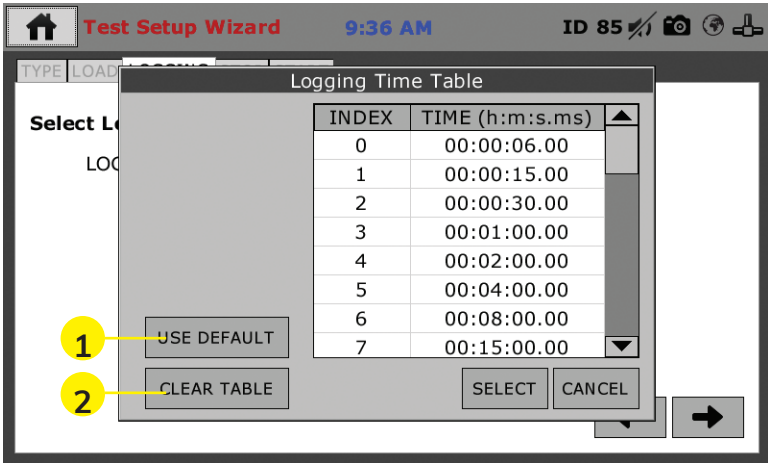 Test Setup Wizard 9:36 AM ID 85
TYPE LOAD LOGGING
Logging Time Table
Select Lo
LOG
INDEX TIME (h:m:s.ms)
0 00:00:06.00
1 00:00:15.00
2 00:00:30.00
3 00:01:00.00
4 00:02:00.00
5 00:04:00.00
6 00:08:00.00
7 00:15:00.00
1 USE DEFAULT
2 CLEAR TABLE
SELECT CANCEL